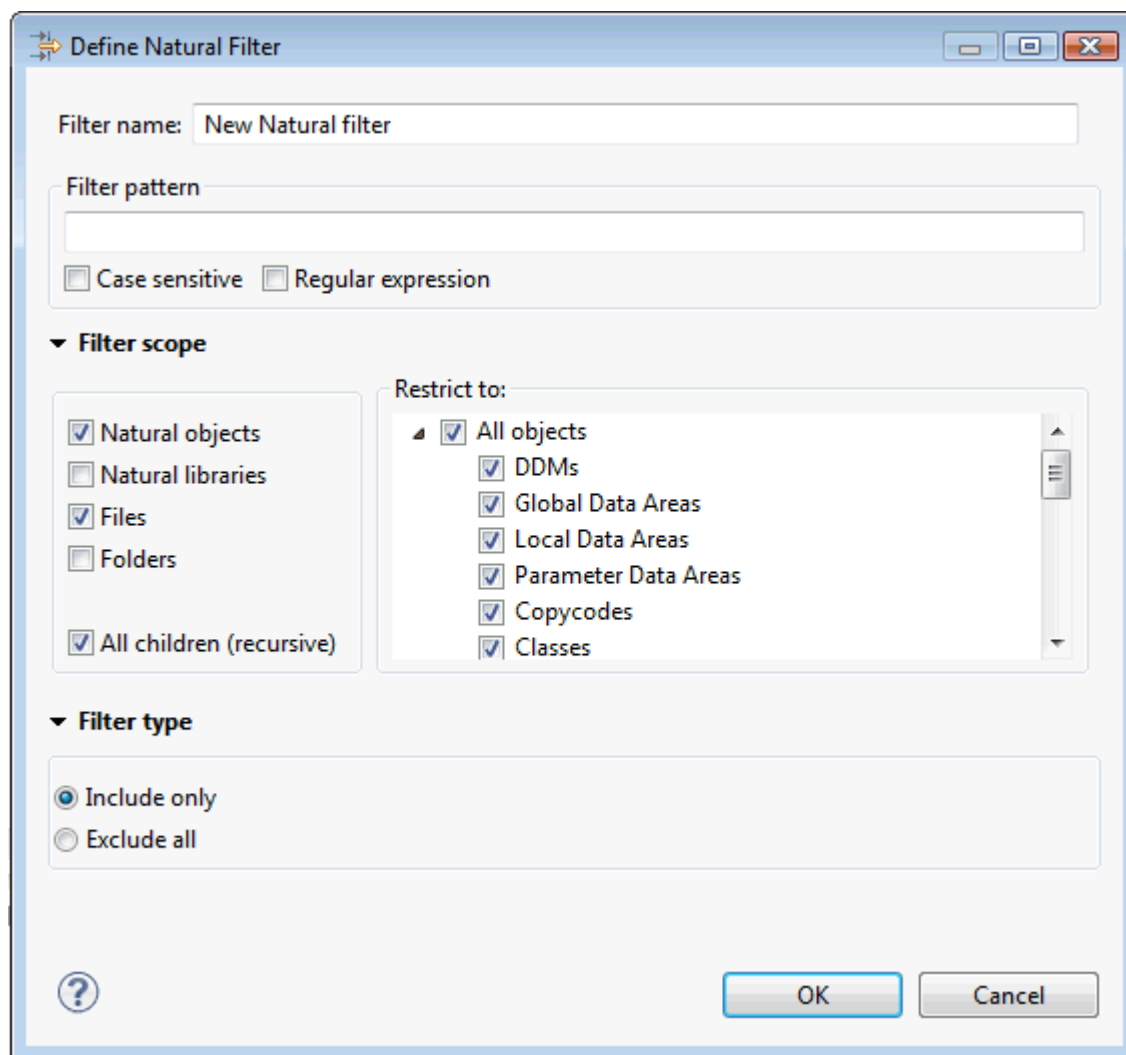 Define Natural Filter
Filter name: New Natural filter
Filter pattern
Case sensitive Regular expression
Filter scope
Natural objects
Natural libraries
Files
Folders
All children (recursive)
Restrict to:
All objects
DDMs
Global Data Areas
Local Data Areas
Parameter Data Areas
Copycodes
Classes
Filter type
Include only
Exclude all
? OK Cancel